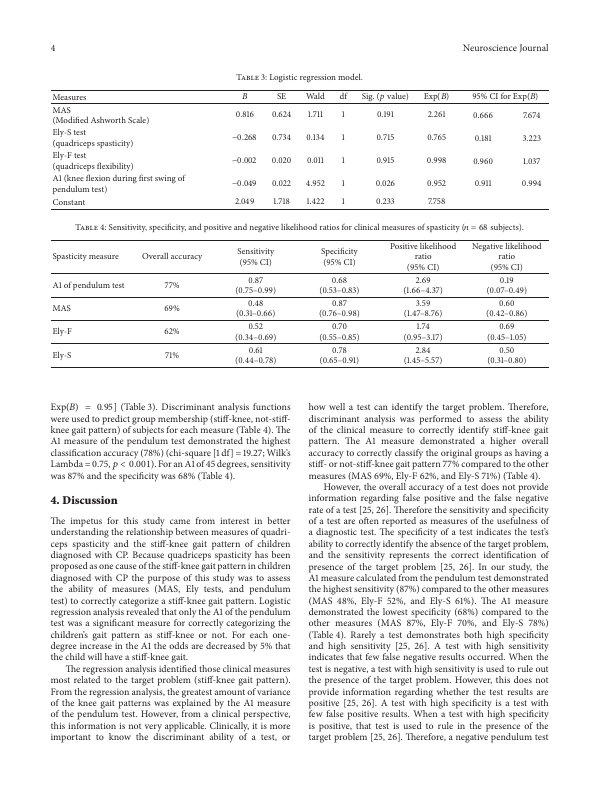 4
Neuroscience Journal
Table 3: Logistic regression model.
Measures B SE Wald df Sig. (p value) Exp(B) 95% CI for Exp(B)
MAS
(Modified Ashworth Scale) 0.816 0.624 1.711 1 0.191 2.261 0.666 7.674
Ely-S test
(quadriceps spasticity) −0.268 0.734 0.134 1 0.715 0.765 0.181 3.223
Ely-F test
(quadriceps flexibility) −0.002 0.020 0.011 1 0.915 0.998 0.960 1.037
A1 (knee flexion during first swing of
pendulum test) −0.049 0.022 4.952 1 0.026 0.952 0.911 0.994
Constant 2.049 1.718 1.422 1 0.233 7.758
Table 4: Sensitivity, specificity, and positive and negative likelihood ratios for clinical measures of spasticity (n = 68 subjects).
Spasticity measure Overall accuracy Sensitivity (95% CI) Specificity (95% CI) Positive likelihood ratio (95% CI) Negative likelihood ratio (95% CI)
A1 of pendulum test 77% 0.87 0.68 2.69 0.19
(0.75–0.99) (0.53–0.83) (1.66–4.37) (0.07–0.49)
MAS 69% 0.48 0.87 3.59 0.60
(0.31–0.66) (0.76–0.98) (1.47–8.76) (0.42–0.86)
Ely-F 62% 0.52 0.70 1.74 0.69
(0.34–0.69) (0.55–0.85) (0.95–3.17) (0.45–1.05)
Ely-S 71% 0.61 0.78 2.84 0.50
(0.44–0.78) (0.65–0.91) (1.45–5.57) (0.31–0.80)
Exp(B) = 0.95] (Table 3). Discriminant analysis functions
were used to predict group membership (stiff-knee, not-stiff-
knee gait pattern) of subjects for each measure (Table 4). The
A1 measure of the pendulum test demonstrated the highest
classification accuracy (78%) (chi-square [1 df] = 19.27; Wilk's
Lambda = 0.75, p < 0.001). For an A1 of 45 degrees, sensitivity
was 87% and the specificity was 68% (Table 4).
4. Discussion
The impetus for this study came from interest in better
understanding the relationship between measures of quadri-
ceps spasticity and the stiff-knee gait pattern of children
diagnosed with CP. Because quadriceps spasticity has been
proposed as one cause of the stiff-knee gait pattern in children
diagnosed with CP the purpose of this study was to assess
the ability of measures (MAS, Ely tests, and pendulum
test) to correctly categorize a stiff-knee gait pattern. Logistic
regression analysis revealed that only the A1 of the pendulum
test was a significant measure for correctly categorizing the
children's gait pattern as stiff-knee or not. For each one-
degree increase in the A1 the odds are decreased by 5% that
the child will have a stiff-knee gait.
The regression analysis identified those clinical measures
most related to the target problem (stiff-knee gait pattern).
From the regression analysis, the greatest amount of variance
of the knee gait patterns was explained by the A1 measure
of the pendulum test. However, from a clinical perspective,
this information is not very applicable. Clinically, it is more
important to know the discriminant ability of a test, or
how well a test can identify the target problem. Therefore,
discriminant analysis was performed to assess the ability
of the clinical measure to correctly identify stiff-knee gait
pattern. The A1 measure demonstrated a higher overall
accuracy to correctly classify the original groups as having a
stiff- or not-stiff-knee gait pattern 77% compared to the other
measures (MAS 69%, Ely-F 62%, and Ely-S 71%) (Table 4).
However, the overall accuracy of a test does not provide
information regarding false positive and the false negative
rate of a test [25, 26]. Therefore the sensitivity and specificity
of a test are often reported as measures of the usefulness of
a diagnostic test. The specificity of a test indicates the test's
ability to correctly identify the absence of the target problem,
and the sensitivity represents the correct identification of
presence of the target problem [25, 26]. In our study, the
A1 measure calculated from the pendulum test demonstrated
the highest sensitivity (87%) compared to the other measures
(MAS 48%, Ely-F 52%, and Ely-S 61%). The A1 measure
demonstrated the lowest specificity (68%) compared to the
other measures (MAS 87%, Ely-F 70%, and Ely-S 78%)
(Table 4). Rarely a test demonstrates both high specificity
and high sensitivity [25, 26]. A test with high sensitivity
indicates that few false negative results occurred. When the
test is negative, a test with high sensitivity is used to rule out
the presence of the target problem. However, this does not
provide information regarding whether the test results are
positive [25, 26]. A test with high specificity is a test with
few false positive results. When a test with high specificity
is positive, that test is used to rule in the presence of the
target problem [25, 26]. Therefore, a negative pendulum test